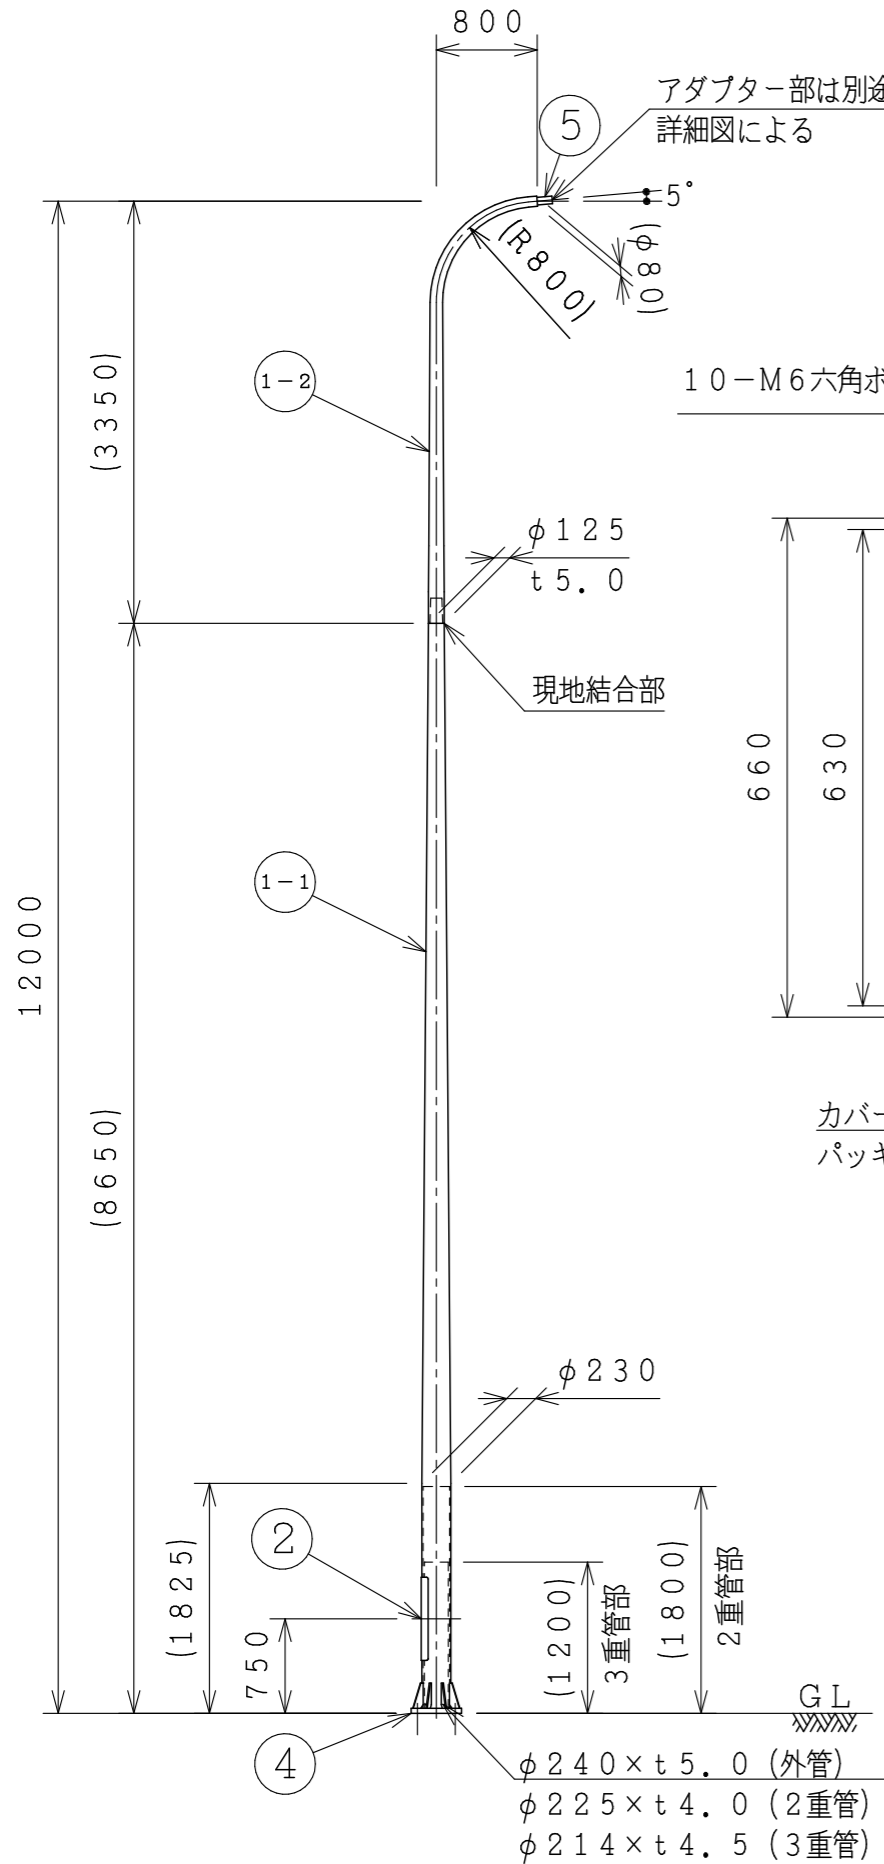 800
アダプター部は別途
詳細図による
5
5°
(R800)
(φ80)
(3350)
1-2
10-M6六角ボ
φ125
t5.0
現地結合部
660
630
1-1
12000
(8650)
カバー
パッキ
φ230
2
(1825)
750
(1200)
3重管部
(1800)
2重管部
GL
4
φ240×t5.0(外管)
φ225×t4.0(2重管)
φ214×t4.5(3重管)